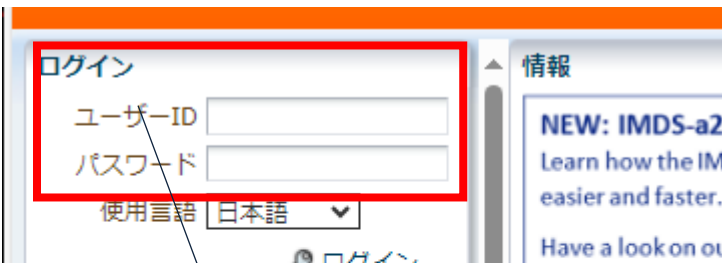 ログイン
ユーザーID
パスワード
使用言語 日本語
ログイン
情報
NEW: IMDS-a2
Learn how the IM
easier and faster.
Have a look on ou